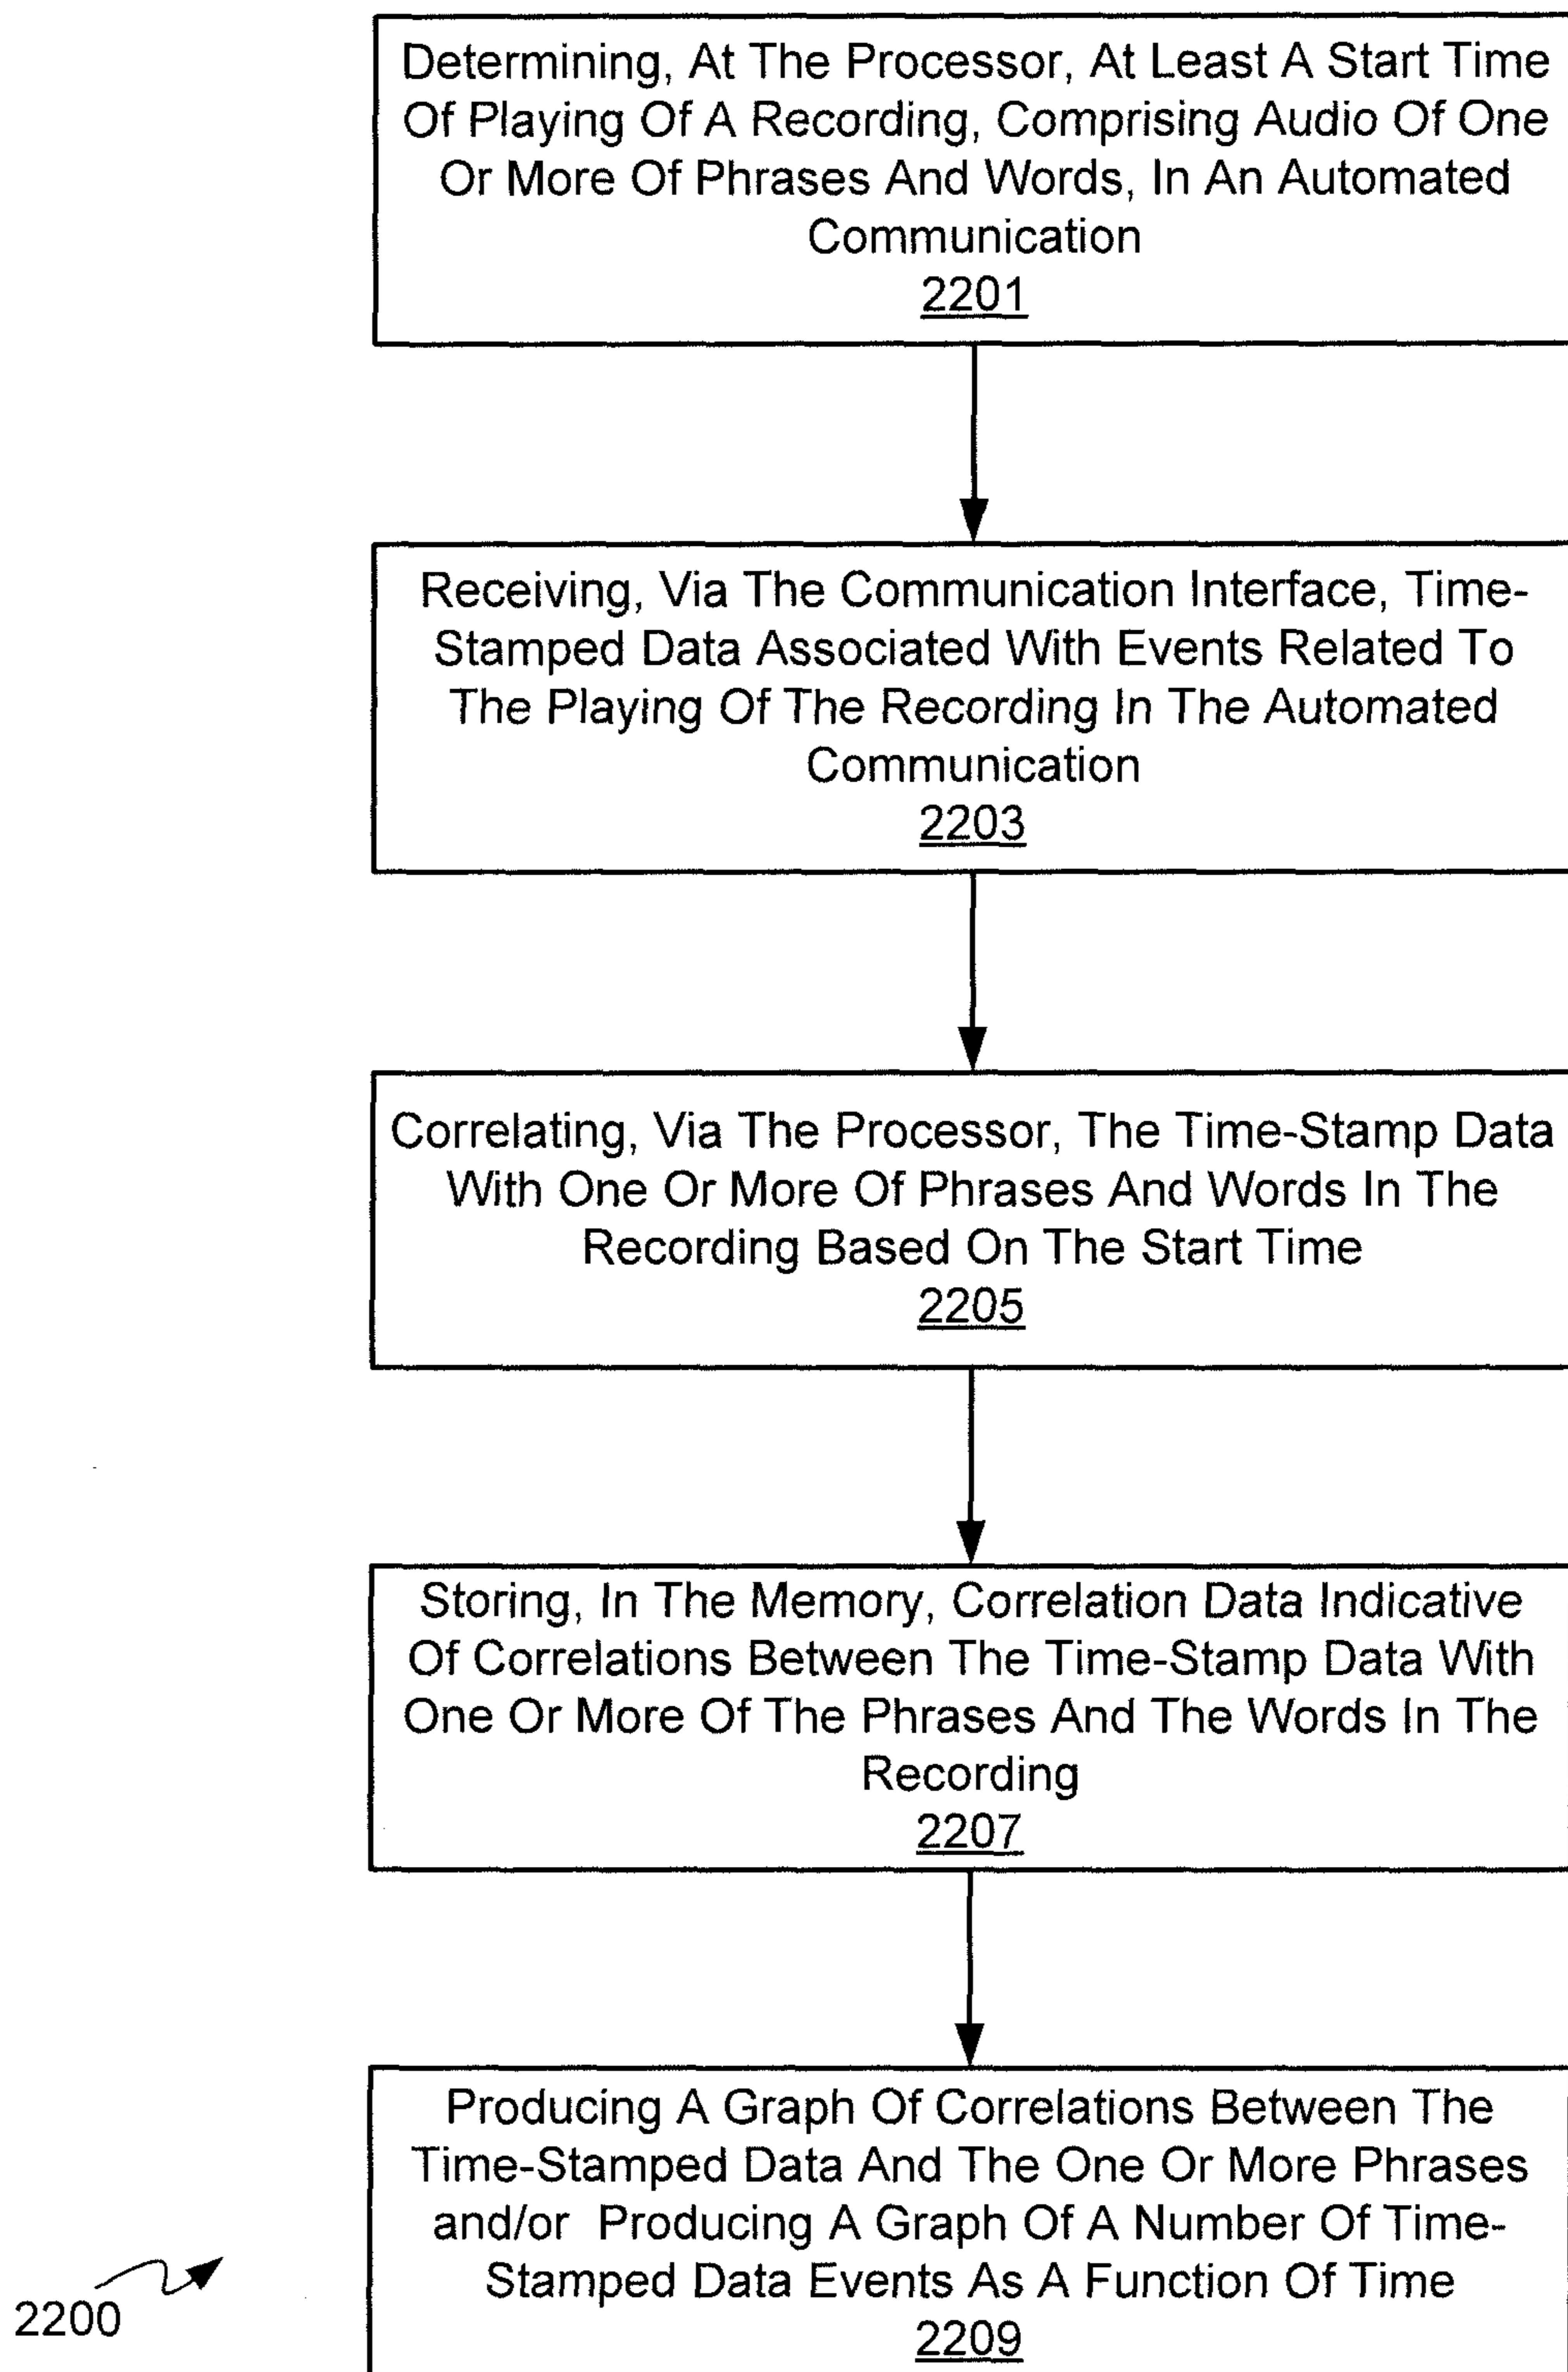 Determining, At The Processor, At Least A Start Time
Of Playing Of A Recording, Comprising Audio Of One
Or More Of Phrases And Words, In An Automated
Communication
2201
Receiving, Via The Communication Interface, Time-
Stamped Data Associated With Events Related To
The Playing Of The Recording In The Automated
Communication
2203
Correlating, Via The Processor, The Time-Stamp Data
With One Or More Of Phrases And Words In The
Recording Based On The Start Time
2205
Storing, In The Memory, Correlation Data Indicative
Of Correlations Between The Time-Stamp Data With
One Or More Of The Phrases And The Words In The
Recording
2207
Producing A Graph Of Correlations Between The
Time-Stamped Data And The One Or More Phrases
and/or Producing A Graph Of A Number Of Time-
Stamped Data Events As A Function Of Time
2209
2200